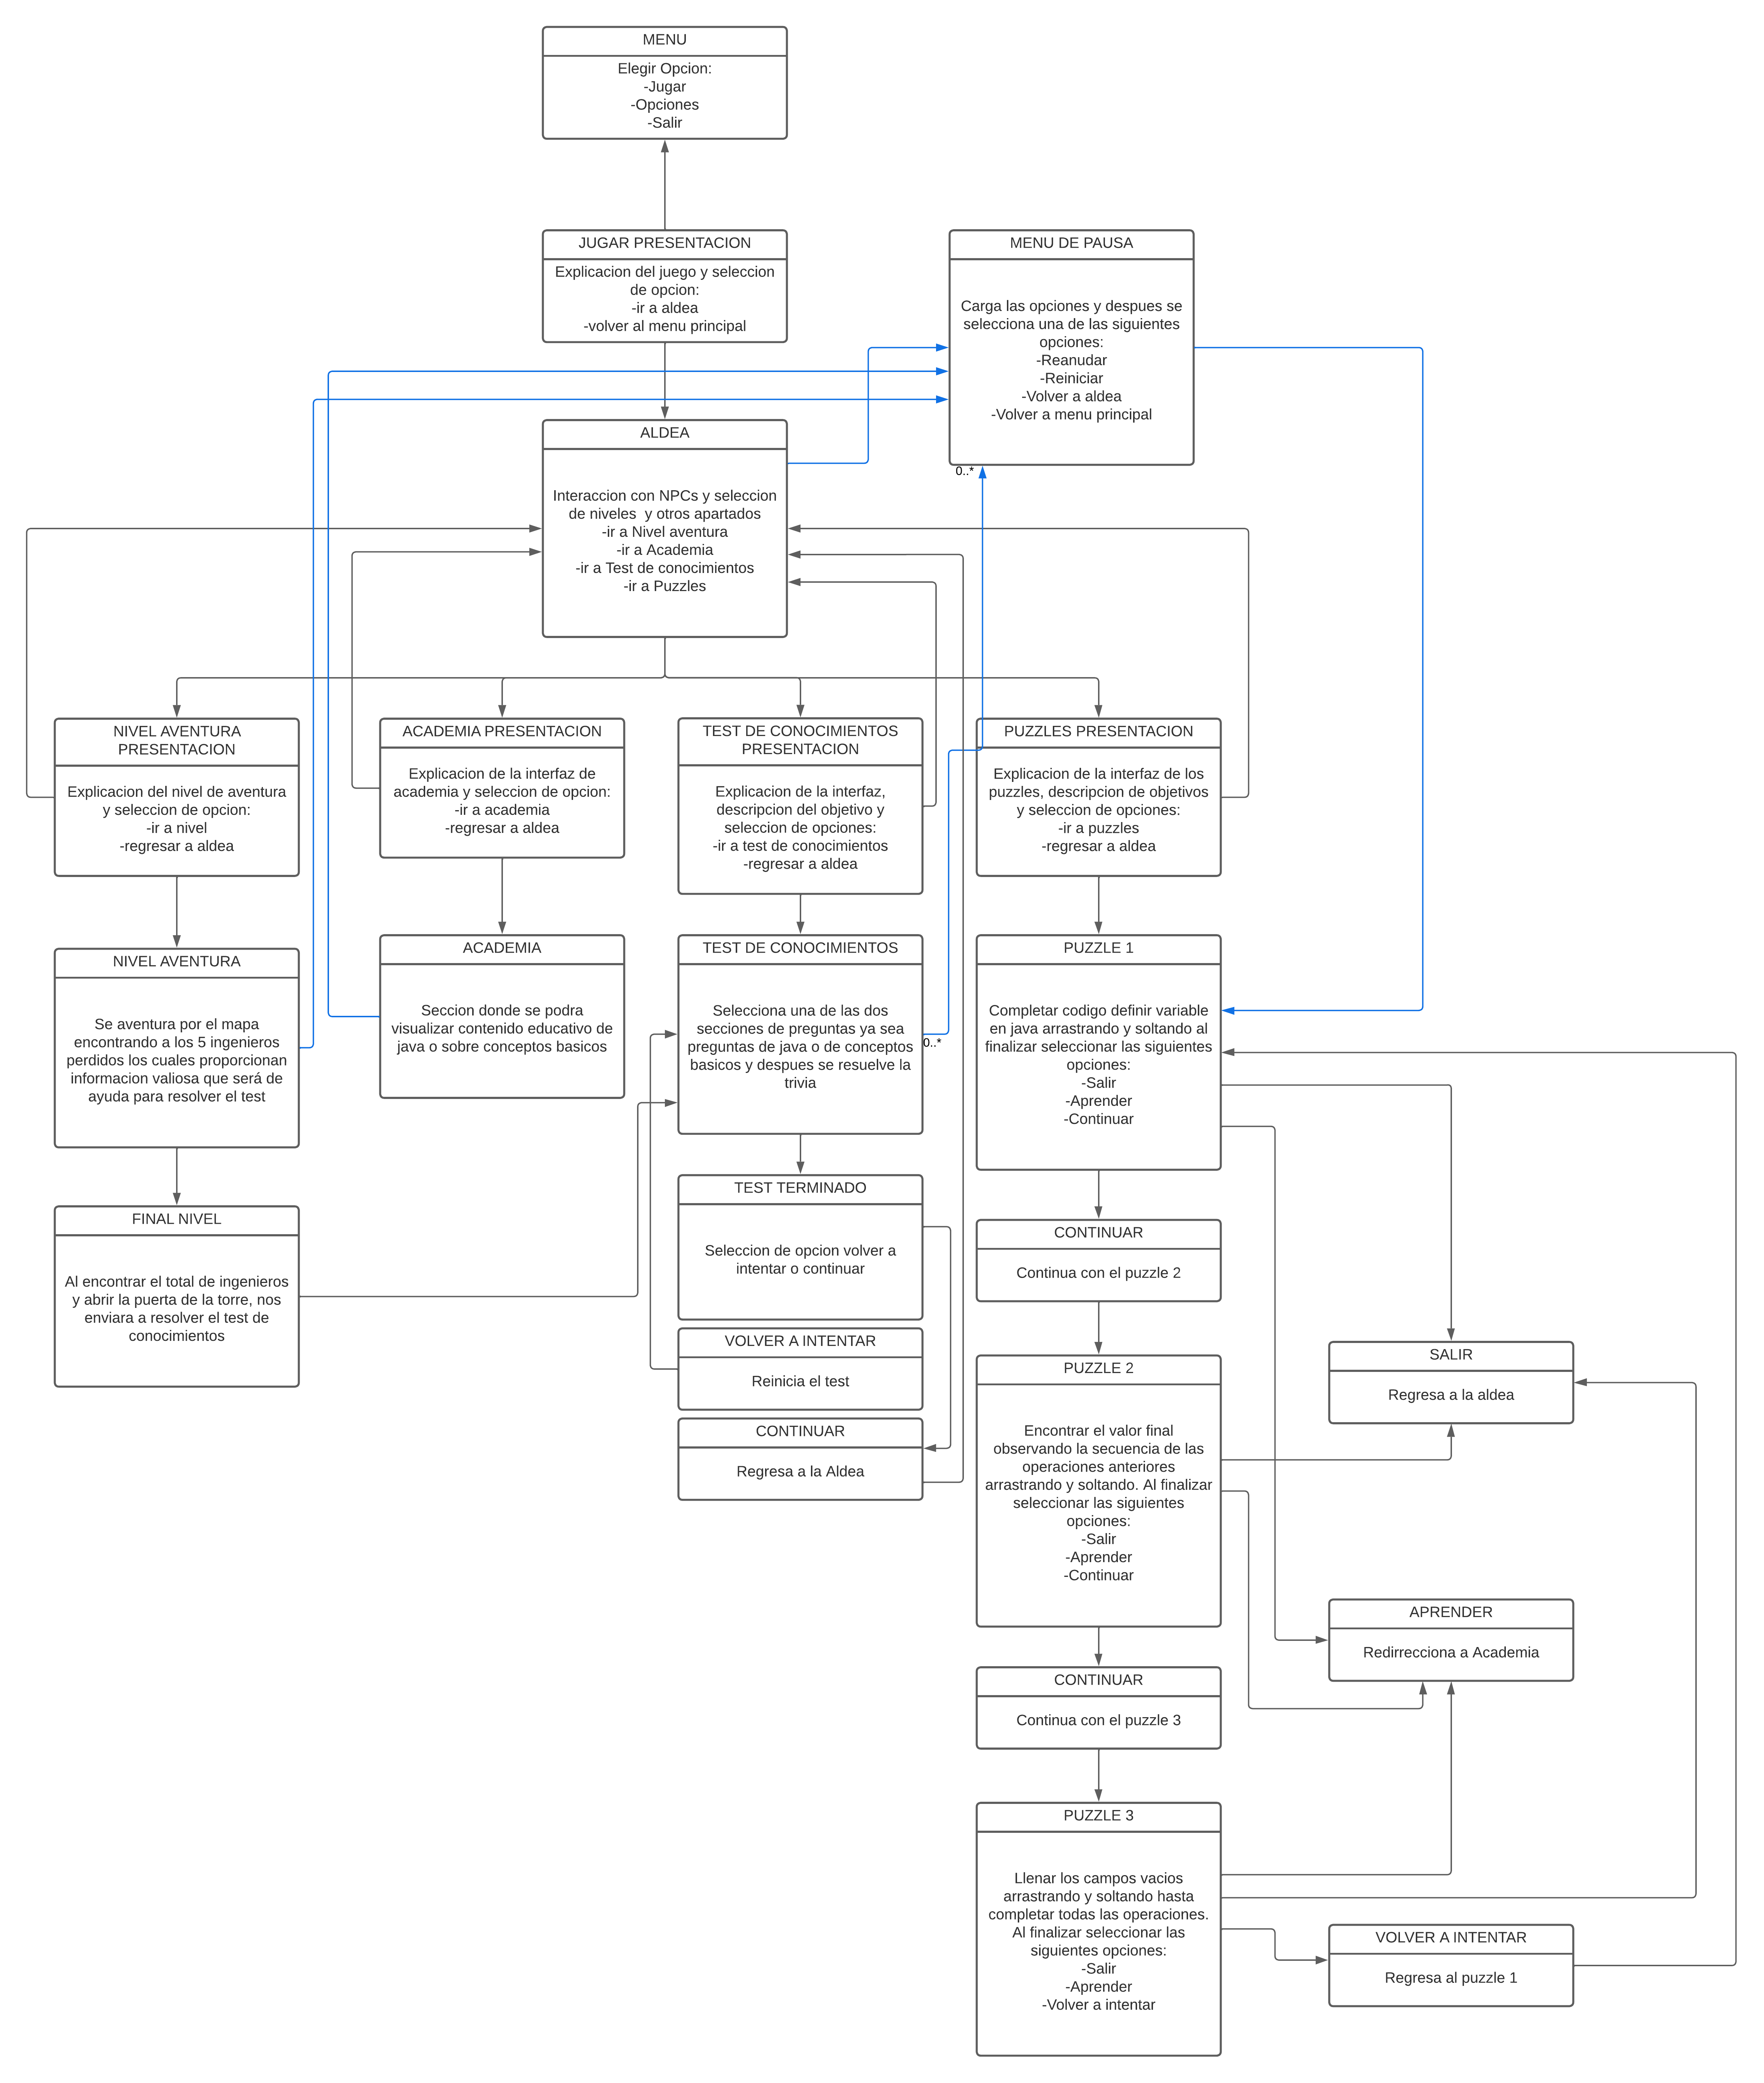 MENU
Elegir Opcion:
-Jugar
-Opciones
-Salir
JUGAR PRESENTACION
Explicacion del juego y seleccion
de opcion:
-ir a aldea
-volver al menu principal
MENU DE PAUSA
Carga las opciones y despues se
selecciona una de las siguientes
opciones:
-Reanudar
-Reiniciar
-Volver a aldea
-Volver a menu principal
0..*
ALDEA
Interaccion con NPCs y seleccion
de niveles y otros apartados
-ir a Nivel aventura
-ir a Academia
-ir a Test de conocimientos
-ir a Puzzles
NIVEL AVENTURA
PRESENTACION
Explicacion del nivel de aventura
y seleccion de opcion:
-ir a nivel
-regresar a aldea
ACADEMIA PRESENTACION
Explicacion de la interfaz de
academia y seleccion de opcion:
-ir a academia
-regresar a aldea
TEST DE CONOCIMIENTOS
PRESENTACION
Explicacion de la interfaz,
descripcion del objetivo y
seleccion de opciones:
-ir a test de conocimientos
-regresar a aldea
PUZZLES PRESENTACION
Explicacion de la interfaz de los
puzzles, descripcion de objetivos
y seleccion de opciones:
-ir a puzzles
-regresar a aldea
NIVEL AVENTURA
Se aventura por el mapa
encontrando a los 5 ingenieros
perdidos los cuales proporcionan
informacion valiosa que será de
ayuda para resolver el test
ACADEMIA
Seccion donde se podra
visualizar contenido educativo de
java o sobre conceptos basicos
TEST DE CONOCIMIENTOS
Selecciona una de las dos
secciones de preguntas ya sea
preguntas de java o de conceptos
basicos y despues se resuelve la
trivia
0..*
PUZZLE 1
Completar codigo definir variable
en java arrastrando y soltando al
finalizar seleccionar las siguientes
opciones:
-Salir
-Aprender
-Continuar
FINAL NIVEL
Al encontrar el total de ingenieros
y abrir la puerta de la torre, nos
enviara a resolver el test de
conocimientos
TEST TERMINADO
Seleccion de opcion volver a
intentar o continuar
VOLVER A INTENTAR
Reinicia el test
CONTINUAR
Regresa a la Aldea
CONTINUAR
Continua con el puzzle 2
PUZZLE 2
Encontrar el valor final
observando la secuencia de las
operaciones anteriores
arrastrando y soltando. Al finalizar
seleccionar las siguientes
opciones:
-Salir
-Aprender
-Continuar
SALIR
Regresa a la aldea
APRENDER
Redirrecciona a Academia
CONTINUAR
Continua con el puzzle 3
PUZZLE 3
Llenar los campos vacios
arrastrando y soltando hasta
completar todas las operaciones.
Al finalizar seleccionar las
siguientes opciones:
-Salir
-Aprender
-Volver a intentar
VOLVER A INTENTAR
Regresa al puzzle 1